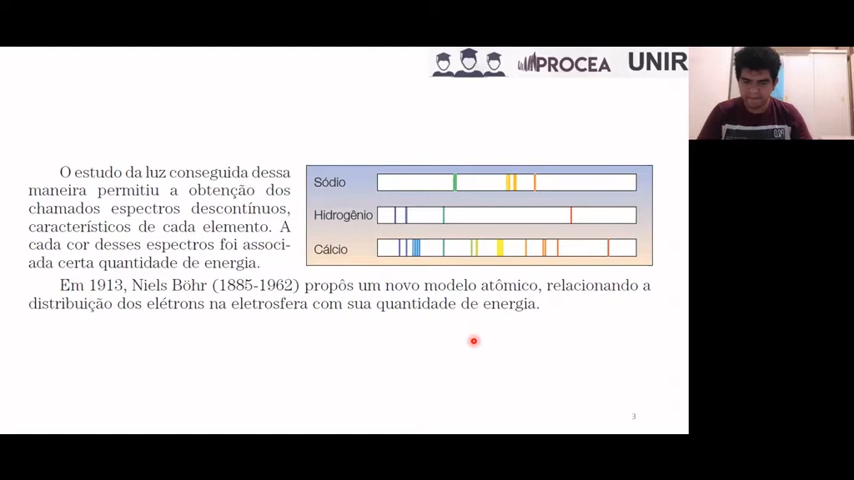 PROCEA
UNIR
O estudo da luz conseguida dessa
maneira permitiu a obtenção dos
chamados espectros descontínuos,
característicos de cada elemento. A
cada cor desses espectros foi associ-
ada certa quantidade de energia.
Sódio
Hidrogênio
Cálcio
Em 1913, Niels Böhr (1885-1962) propôs um novo modelo atômico, relacionando a
distribuição dos elétrons na eletrosfera com sua quantidade de energia.
3